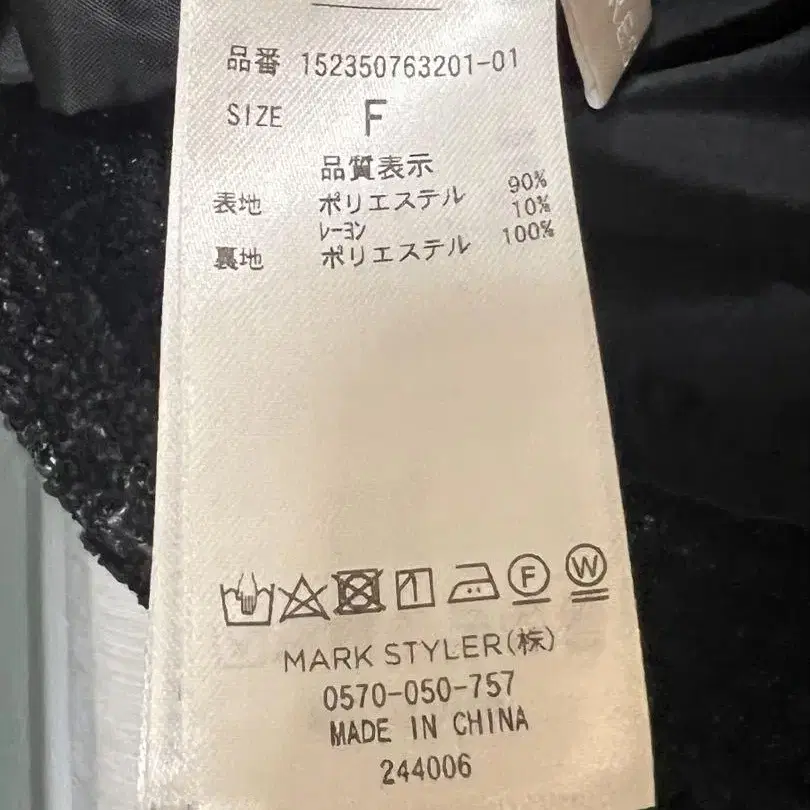 品番 152350763201-01
SIZE F
品質表示
表地 ポリエステル 90%
レーヨン 10%
裏地 ポリエステル 100%
F W
MARK STYLER(株)
0570-050-757
MADE IN CHINA
244006